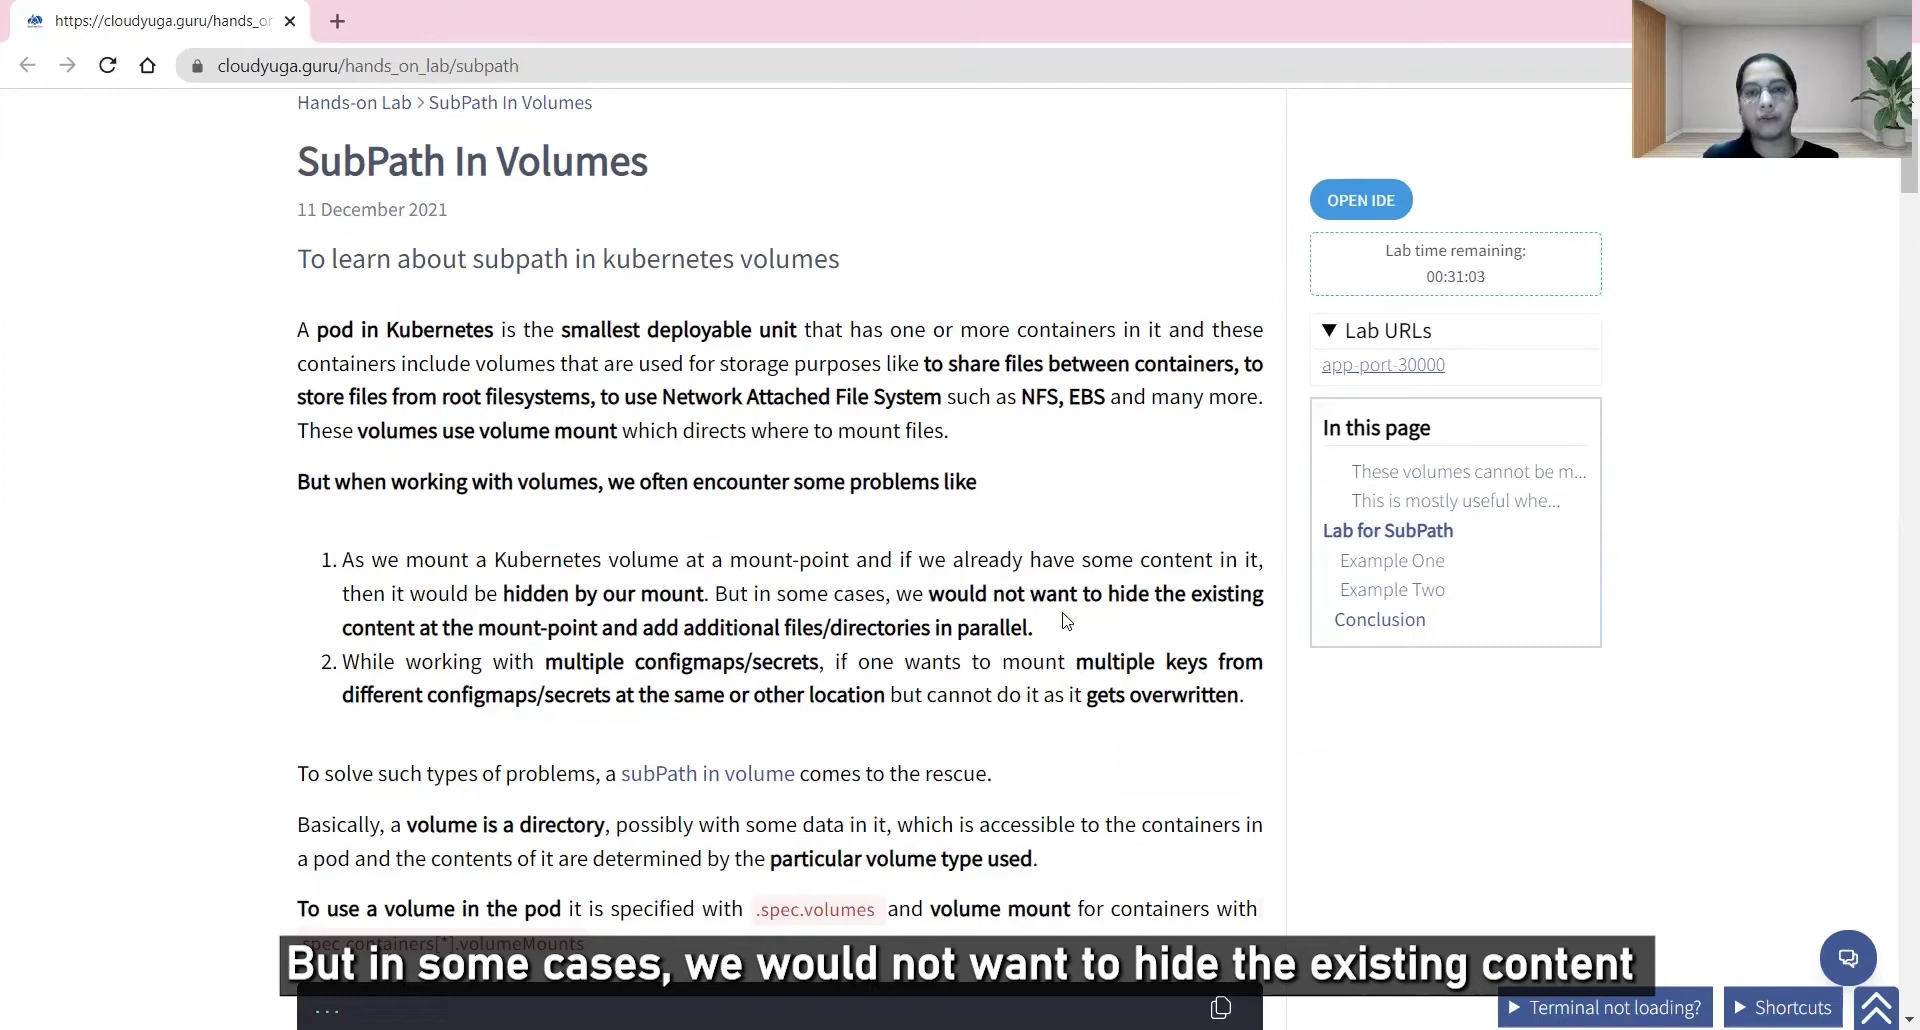 https://cloudyuga.guru/hands_or
cloudyuga.guru/hands_on_lab/subpath
Hands-on Lab > SubPath In Volumes
SubPath In Volumes
11 December 2021
To learn about subpath in kubernetes volumes
A pod in Kubernetes is the smallest deployable unit that has one or more containers in it and these
containers include volumes that are used for storage purposes like to share files between containers, to
store files from root filesystems, to use Network Attached File System such as NFS, EBS and many more.
These volumes use volume mount which directs where to mount files.
But when working with volumes, we often encounter some problems like
1. As we mount a Kubernetes volume at a mount-point and if we already have some content in it,
then it would be hidden by our mount. But in some cases, we would not want to hide the existing
content at the mount-point and add additional files/directories in parallel.
2. While working with multiple configmaps/secrets, if one wants to mount multiple keys from
different configmaps/secrets at the same or other location but cannot do it as it gets overwritten.
To solve such types of problems, a subPath in volume comes to the rescue.
Basically, a volume is a directory, possibly with some data in it, which is accessible to the containers in
a pod and the contents of it are determined by the particular volume type used.
To use a volume in the pod it is specified with .spec.volumes and volume mount for containers with
.spec.containers[*].volumeMounts
But in some cases, we would not want to hide the existing content
...
OPEN IDE
Lab time remaining:
00:31:03
▼ Lab URLs
app-port-30000
In this page
These volumes cannot be m...
This is mostly useful whe...
Lab for SubPath
Example One
Example Two
Conclusion
Terminal not loading?
Shortcuts